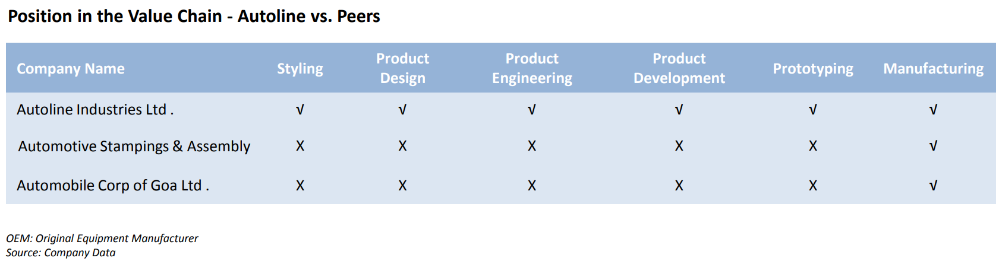 Position in the Value Chain - Autoline vs. Peers
Company Name Styling Product Design Product Engineering Product Development Prototyping Manufacturing
Autoline Industries Ltd . √ √ √ √ √ √
Automotive Stampings & Assembly X X X X X √
Automobile Corp of Goa Ltd . X X X X X √
OEM: Original Equipment Manufacturer
Source: Company Data